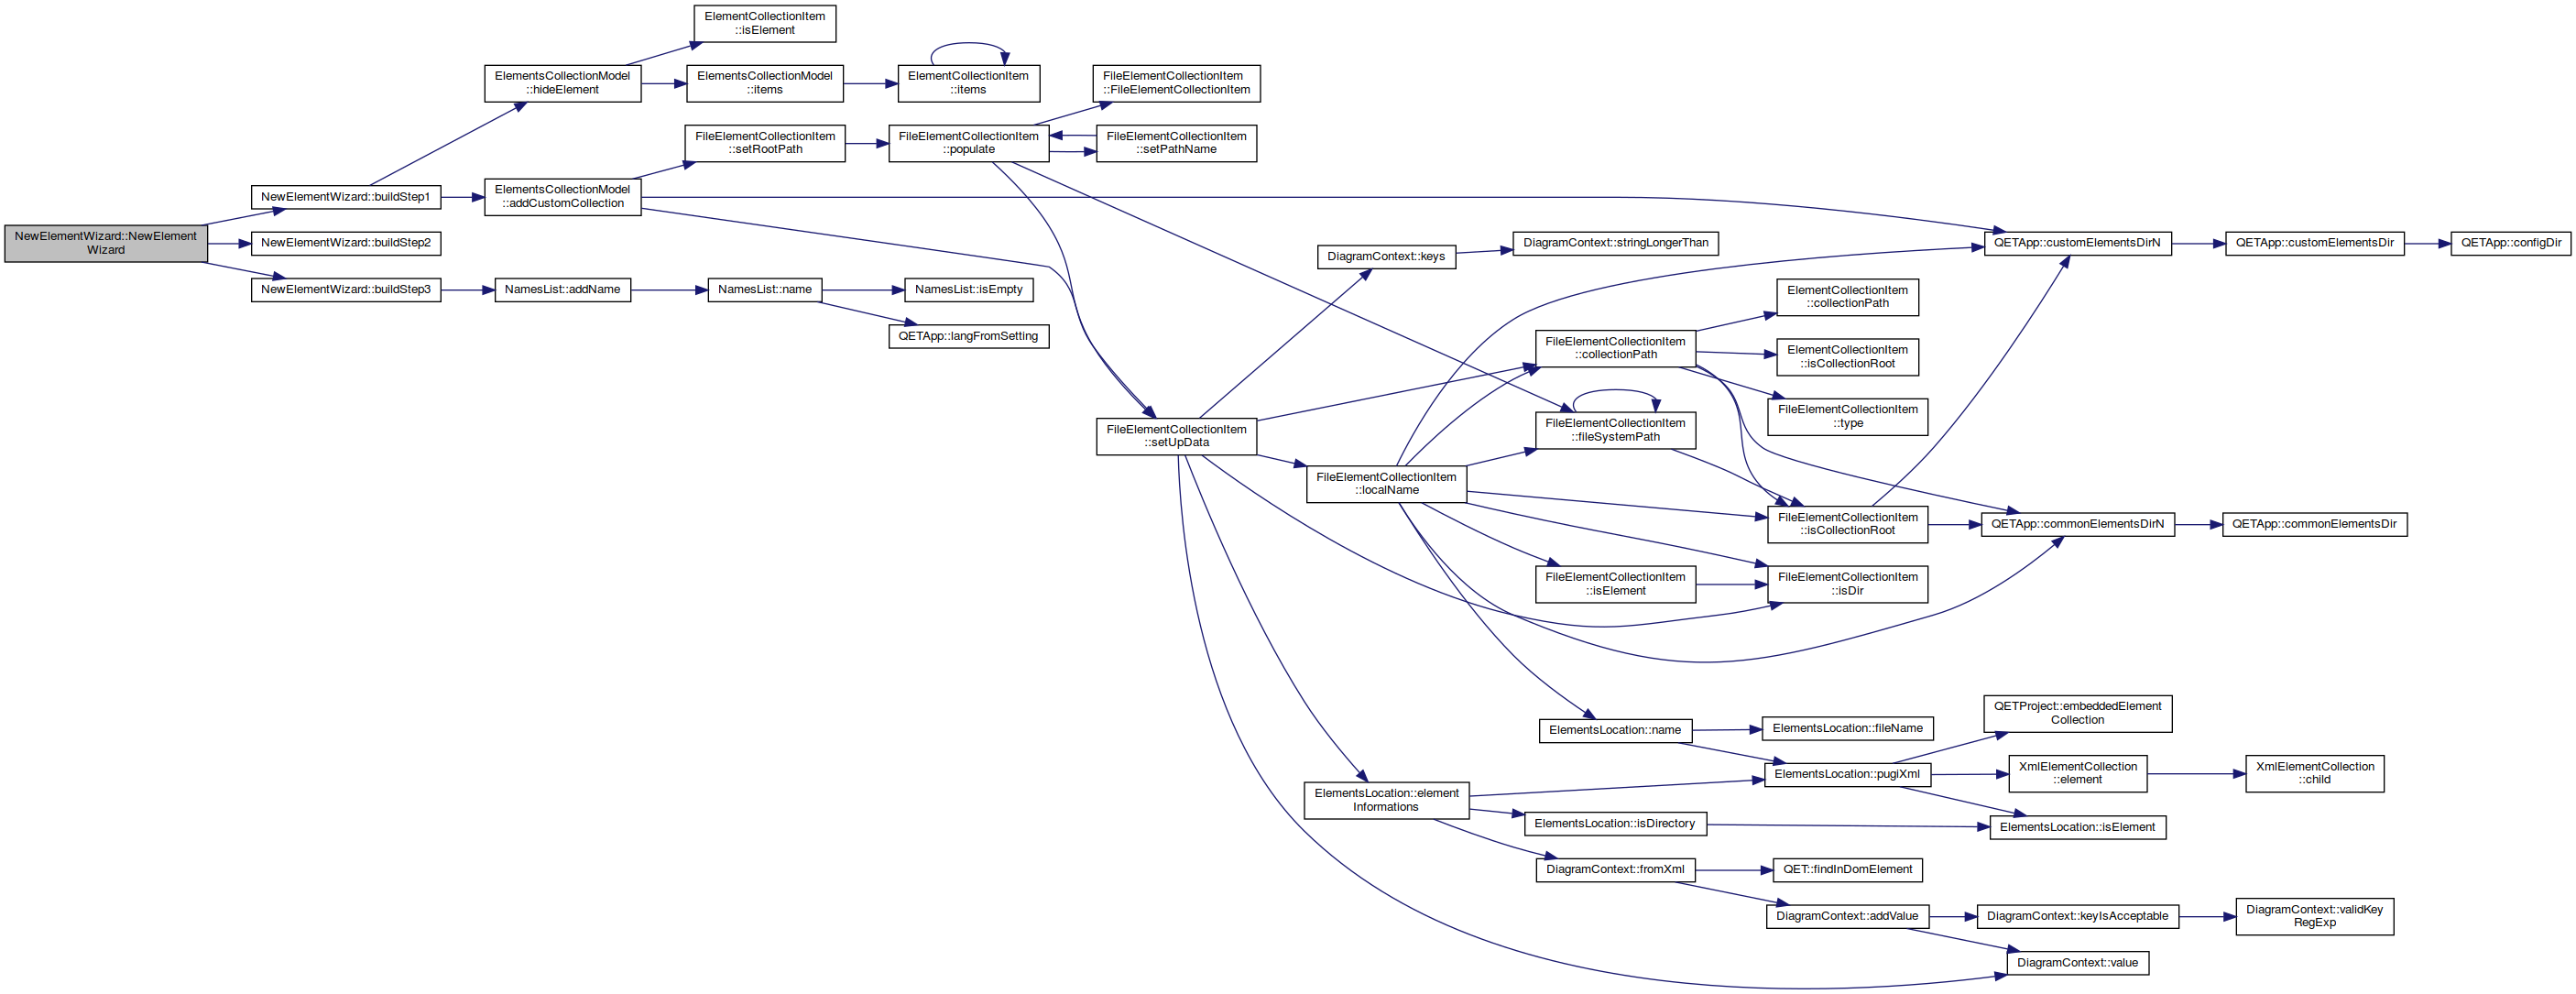 ElementCollectionItem
::isElement
ElementsCollectionModel
::hideElement
ElementsCollectionModel
::items
ElementCollectionItem
::items
FileElementCollectionItem
::FileElementCollectionItem
FileElementCollectionItem
::setRootPath
FileElementCollectionItem
::populate
FileElementCollectionItem
::setPathName
NewElementWizard::buildStep1
ElementsCollectionModel
::addCustomCollection
NewElementWizard::NewElement
Wizard
NewElementWizard::buildStep2
NewElementWizard::buildStep3
NamesList::addName
NamesList::name
NamesList::isEmpty
QETApp::langFromSetting
DiagramContext::keys
DiagramContext::stringLongerThan
QETApp::customElementsDirN
QETApp::customElementsDir
QETApp::configDir
ElementCollectionItem
::collectionPath
FileElementCollectionItem
::collectionPath
ElementCollectionItem
::isCollectionRoot
FileElementCollectionItem
::type
FileElementCollectionItem
::setUpData
FileElementCollectionItem
::fileSystemPath
FileElementCollectionItem
::localName
FileElementCollectionItem
::isCollectionRoot
QETApp::commonElementsDirN
QETApp::commonElementsDir
FileElementCollectionItem
::isElement
FileElementCollectionItem
::isDir
ElementsLocation::name
ElementsLocation::fileName
QETProject::embeddedElement
Collection
ElementsLocation::pugiXml
XmlElementCollection
::element
XmlElementCollection
::child
ElementsLocation::element
Informations
ElementsLocation::isDirectory
ElementsLocation::isElement
DiagramContext::fromXml
QET::findInDomElement
DiagramContext::addValue
DiagramContext::keyIsAcceptable
DiagramContext::validKey
RegExp
DiagramContext::value